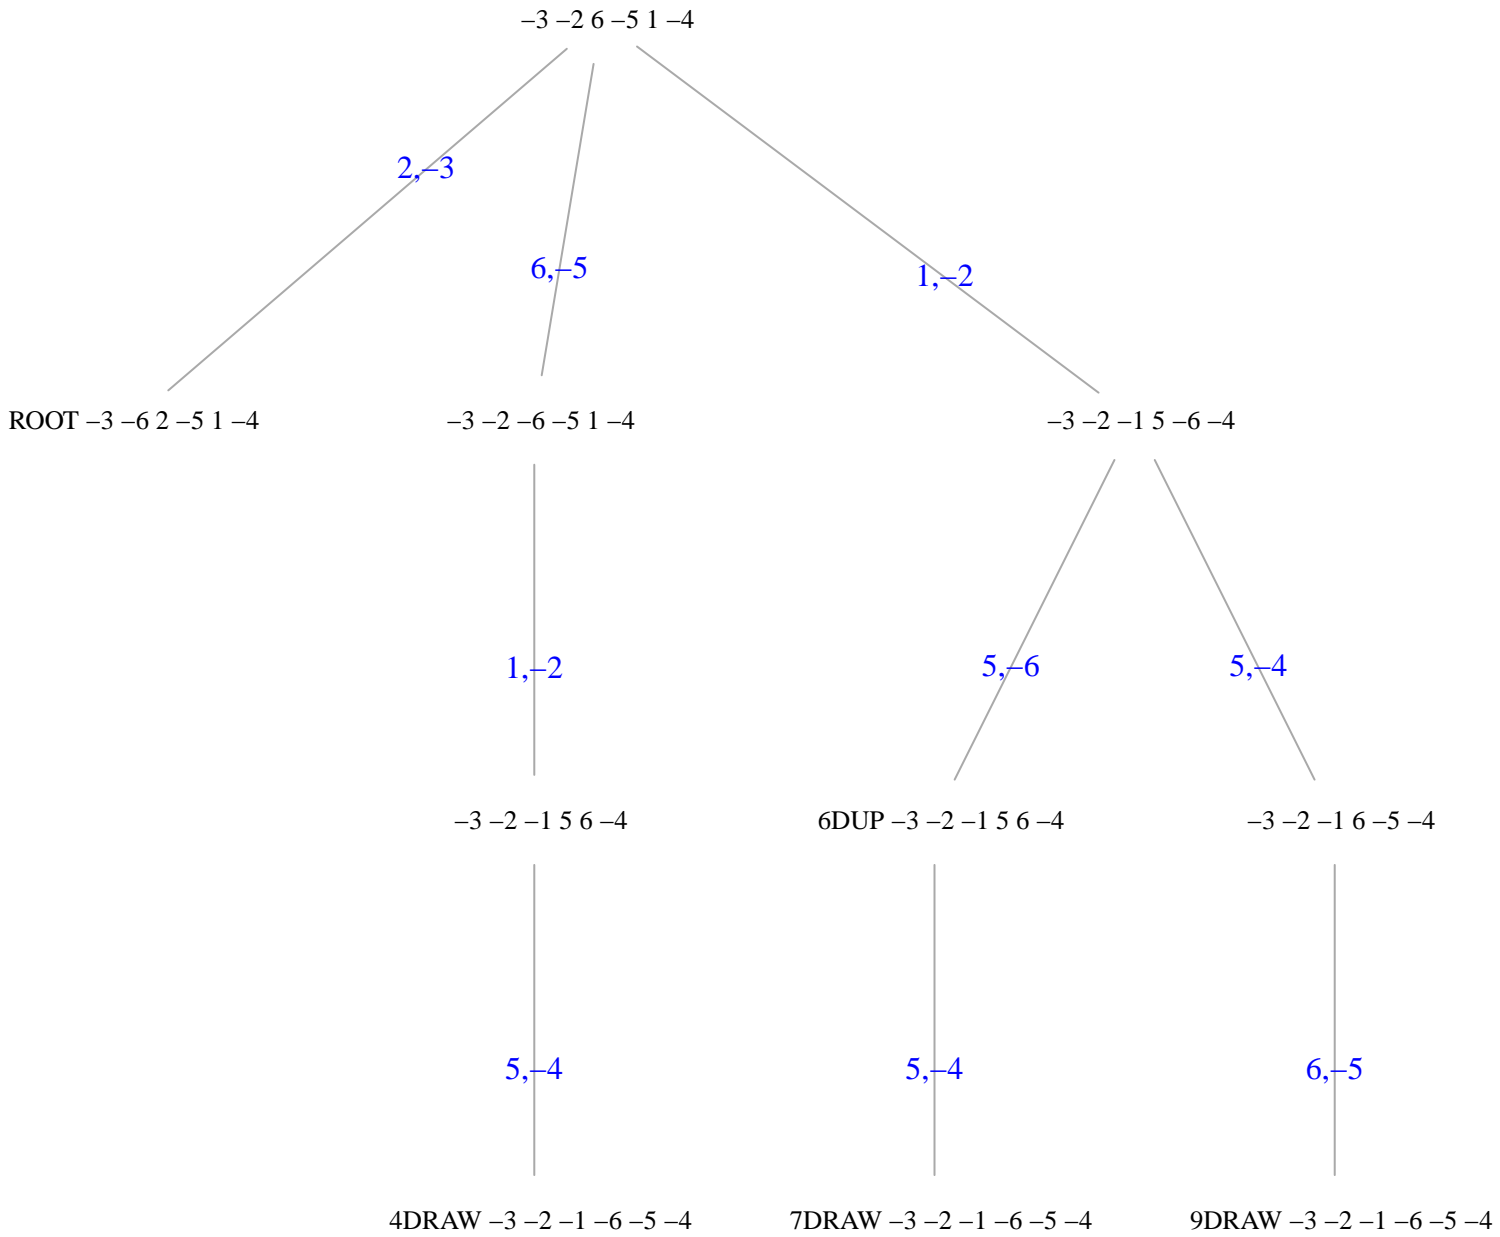 –3 –2 6 –5 1 –4
2,–3
6,–5
1,–2
ROOT –3 –6 2 –5 1 –4
–3 –2 –6 –5 1 –4
–3 –2 –1 5 –6 –4
1,–2
5,–6
5,–4
–3 –2 –1 5 6 –4
6DUP –3 –2 –1 5 6 –4
–3 –2 –1 6 –5 –4
5,–4
5,–4
6,–5
4DRAW –3 –2 –1 –6 –5 –4
7DRAW –3 –2 –1 –6 –5 –4
9DRAW –3 –2 –1 –6 –5 –4